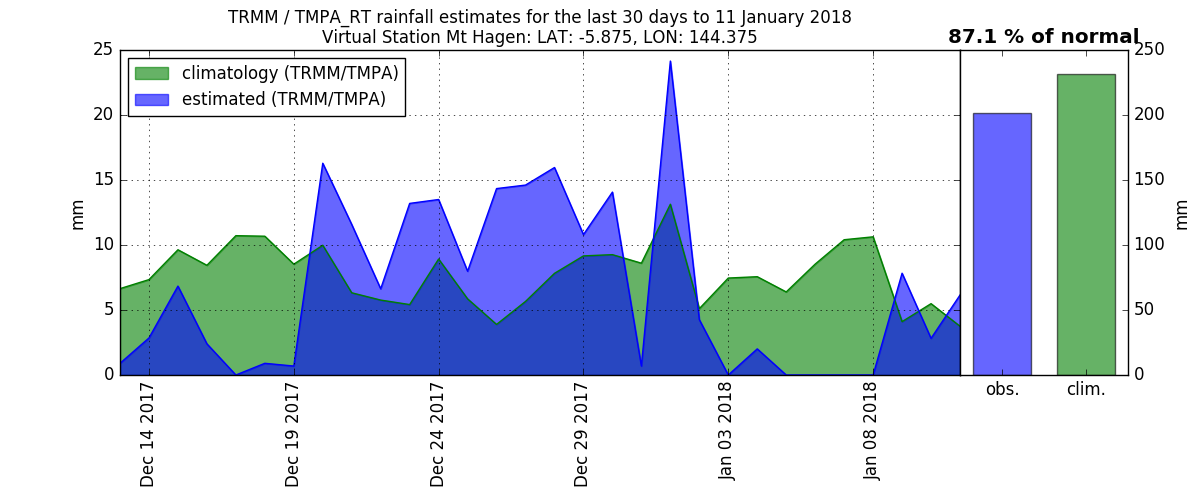 TRMM / TMPA_RT rainfall estimates for the last 30 days to 11 January 2018
Virtual Station Mt Hagen: LAT: -5.875, LON: 144.375
87.1 % of normal
climatology (TRMM/TMPA)
estimated (TRMM/TMPA)
25
20
15
10
5
0
mm
250
200
150
100
50
0
mm
Dec 14 2017
Dec 19 2017
Dec 24 2017
Dec 29 2017
Jan 03 2018
Jan 08 2018
obs.
clim.